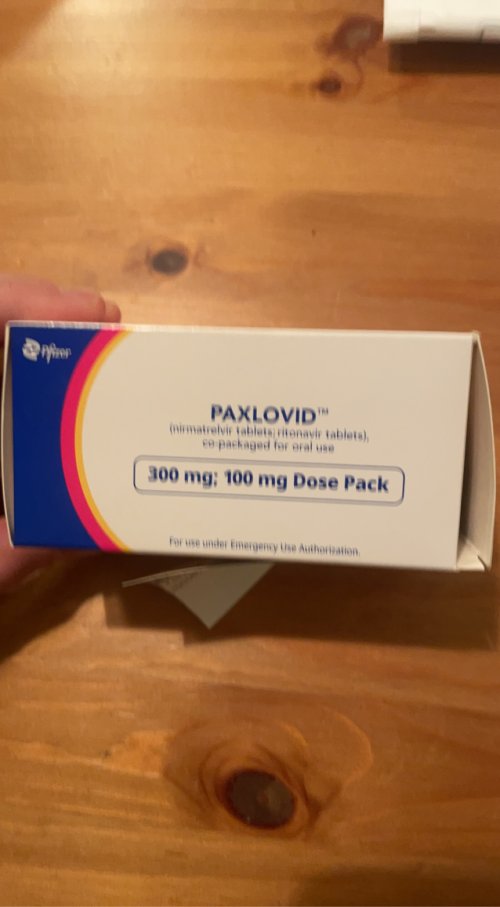 Pfizer
PAXLOVID™
(nirmatrelvir tablets; ritonavir tablets),
co-packaged for oral use
300 mg; 100 mg Dose Pack
For use under Emergency Use Authorization.